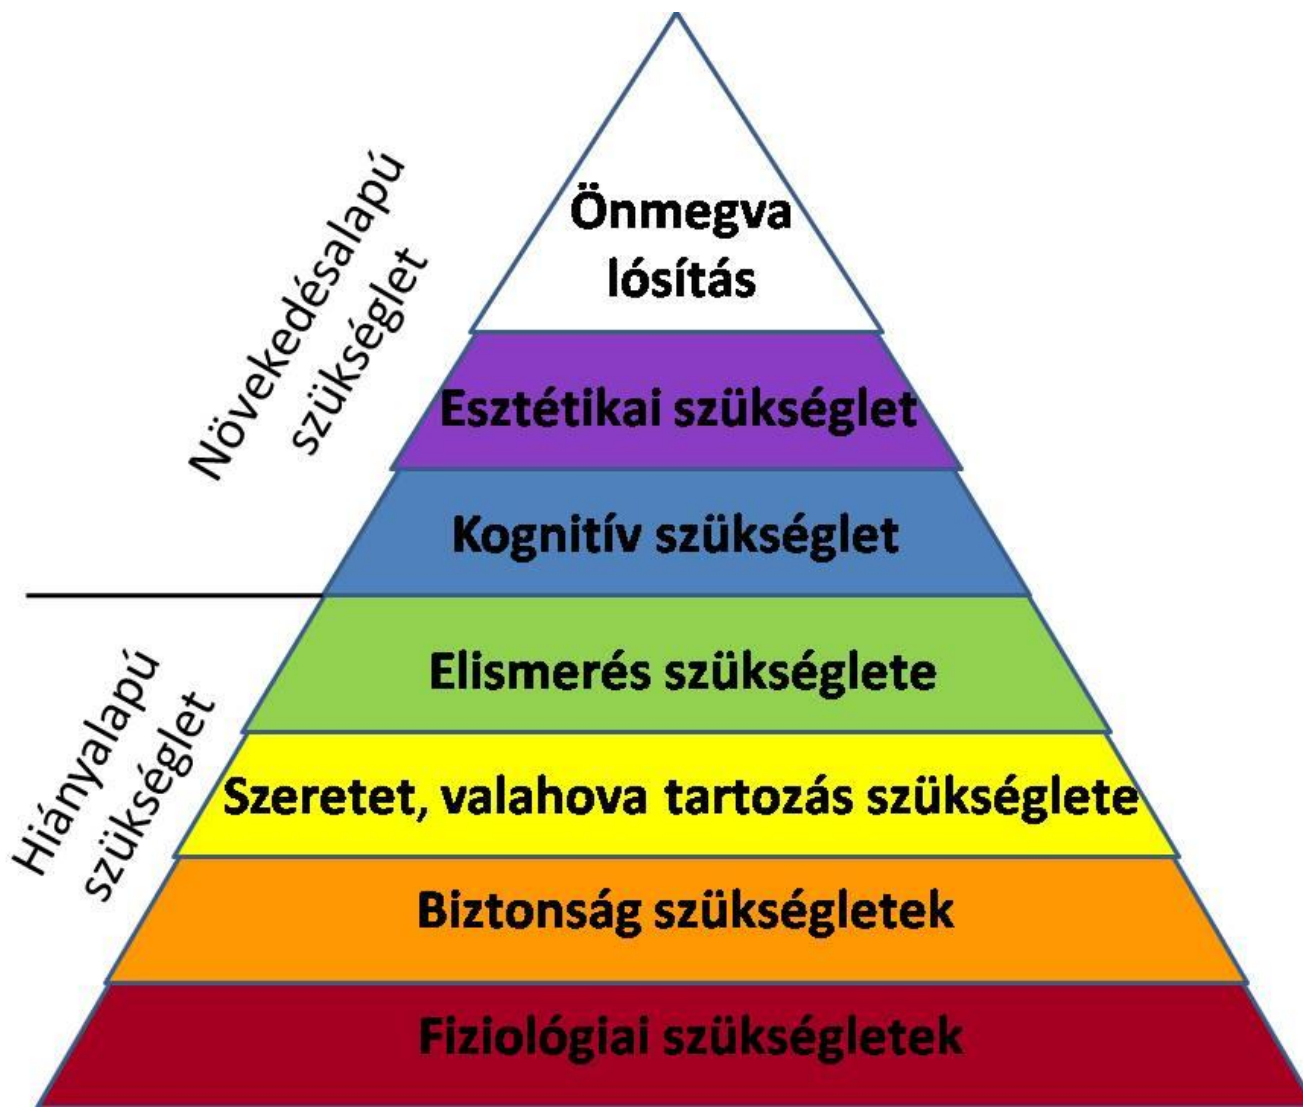 Növekedésalapú
szükséglet
Önmegva
lósítás
Esztétikai szükséglet
Kognitív szükséglet
Hiányalapú
szükséglet
Elismerés szükséglete
Szeretet, valahova tartozás szükséglete
Biztonság szükségletek
Fiziológiai szükségletek